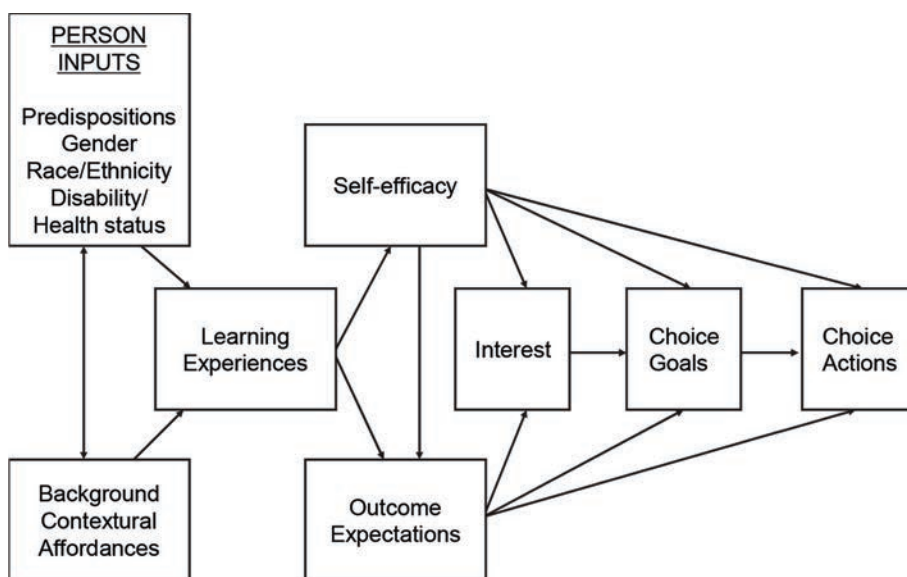 PERSON
INPUTS
Predispositions
Gender
Race/Ethnicity
Disability/
Health status
Self-efficacy
Learning
Experiences
Interest
Choice
Goals
Choice
Actions
Background
Contextural
Affordances
Outcome
Expectations